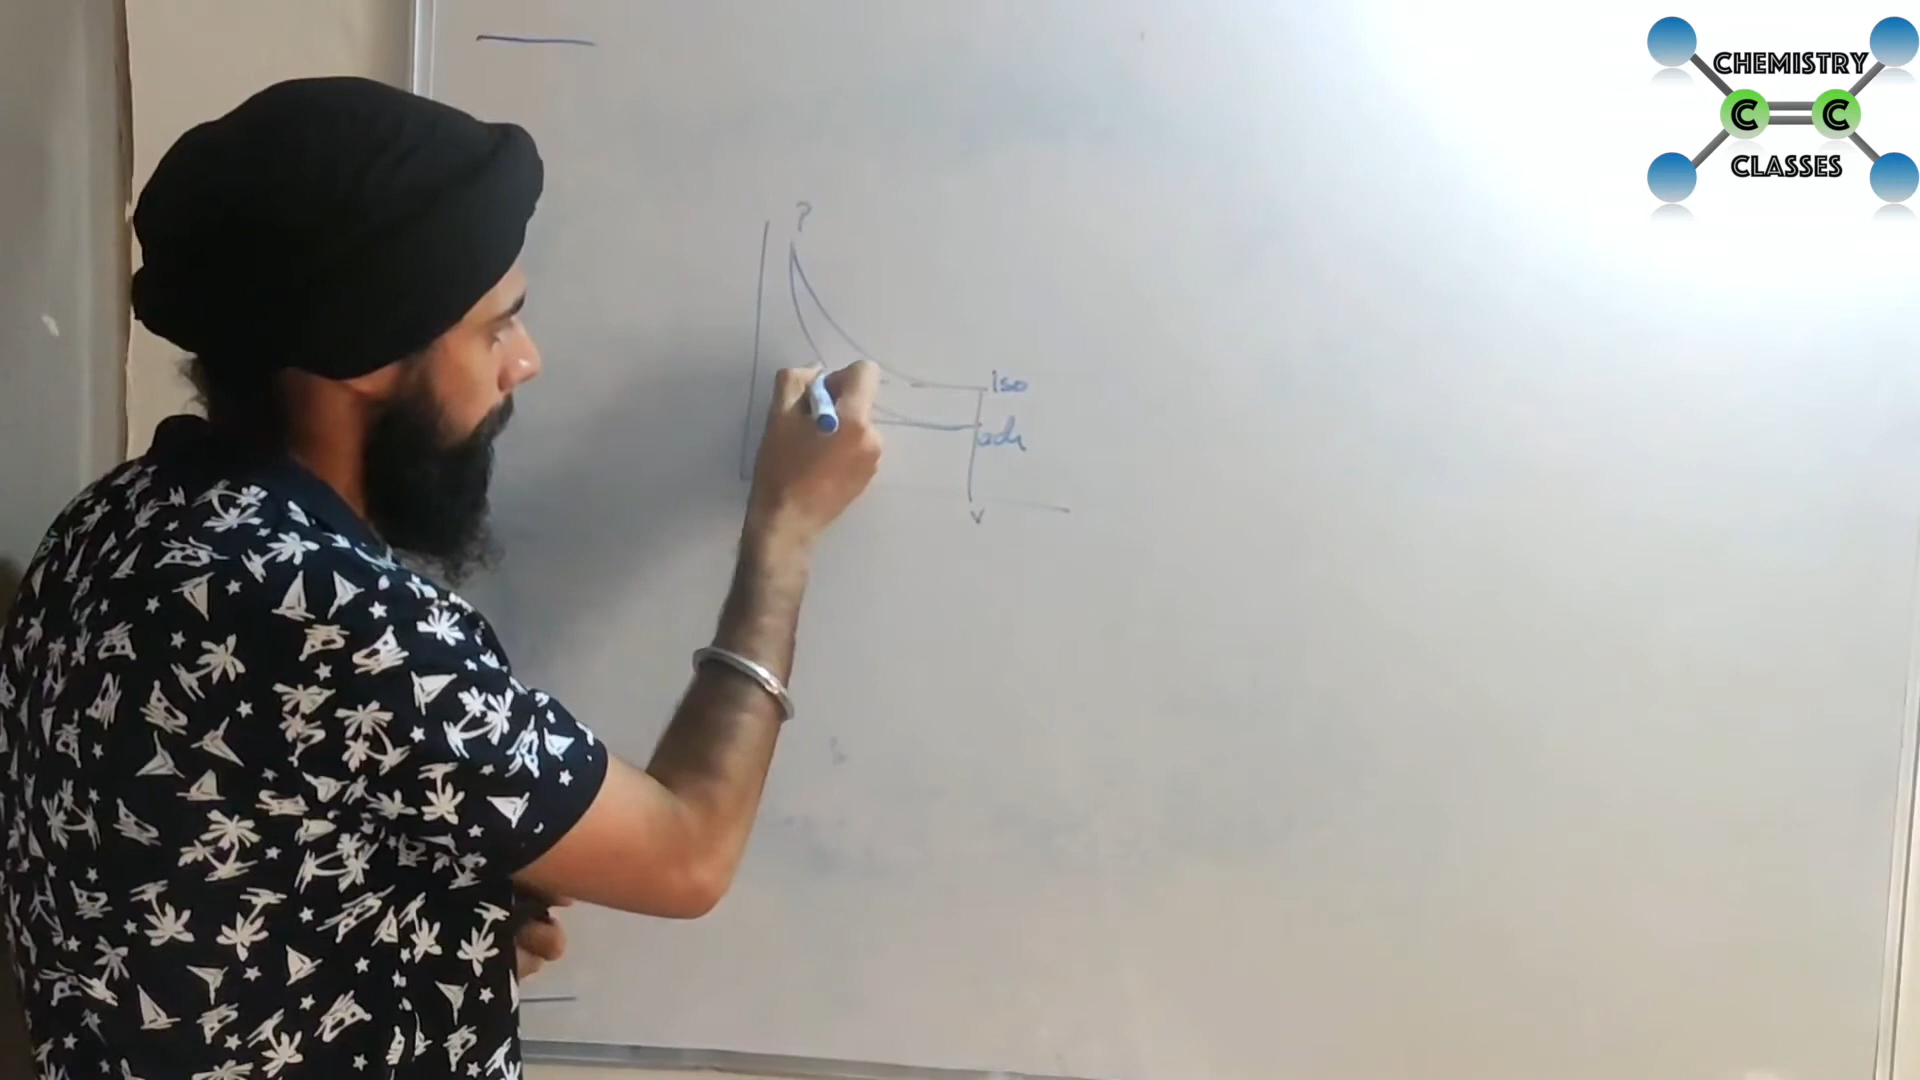 CHEMISTRY
C C
CLASSES
?
Iso
adi
v